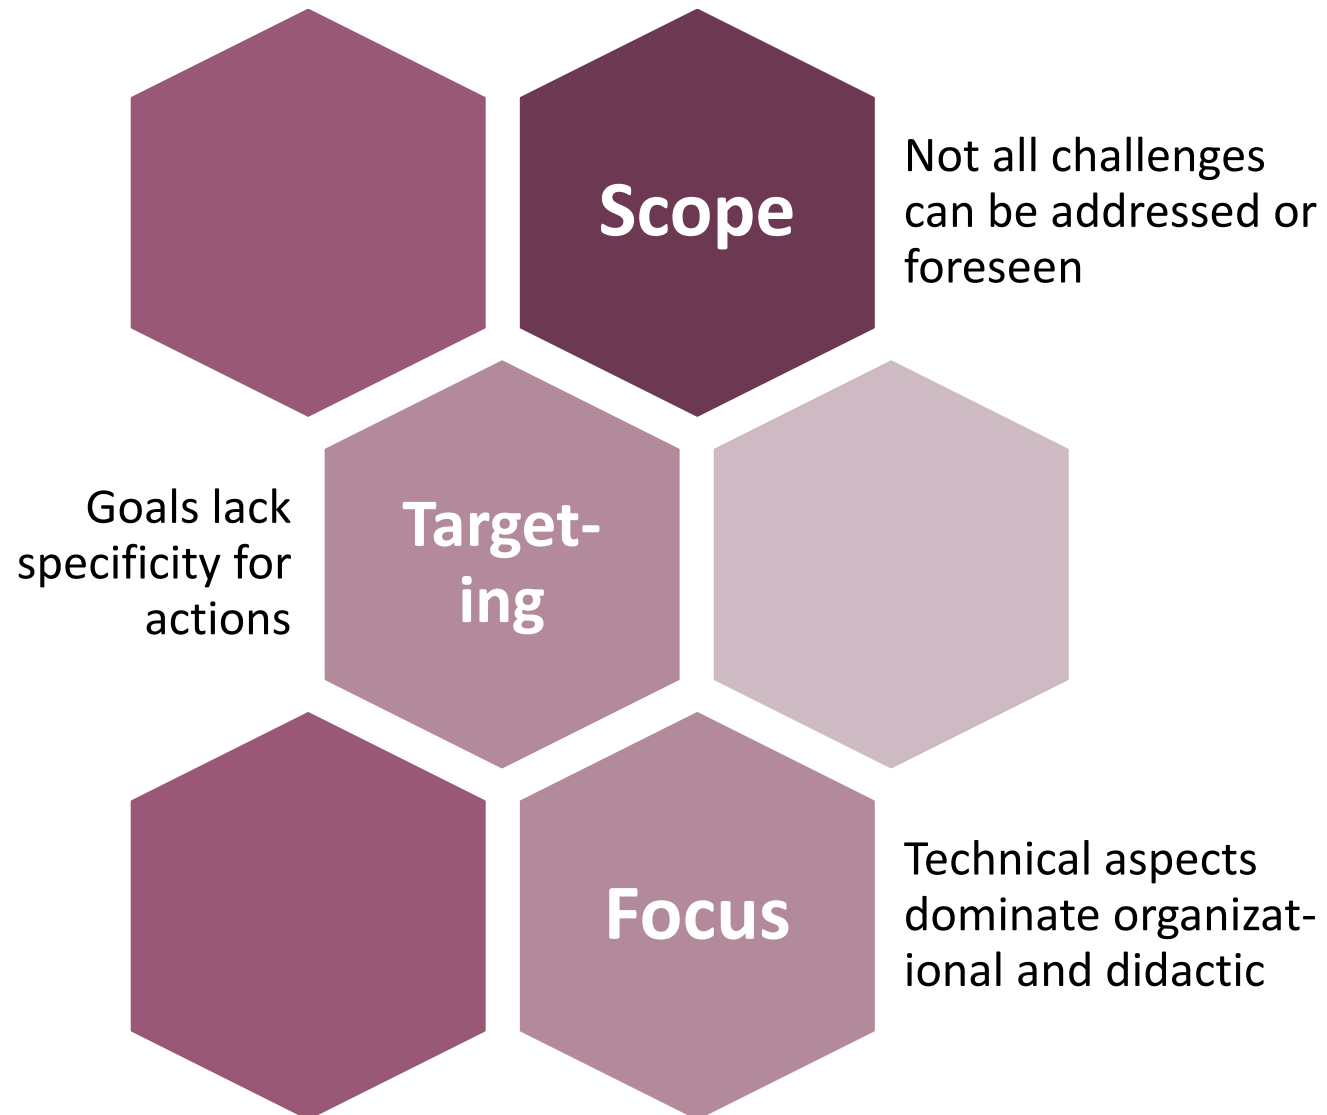 Scope
Not all challenges
can be addressed or
foreseen
Goals lack
specificity for
actions
Target-
ing
Focus
Technical aspects
dominate organizat-
ional and didactic